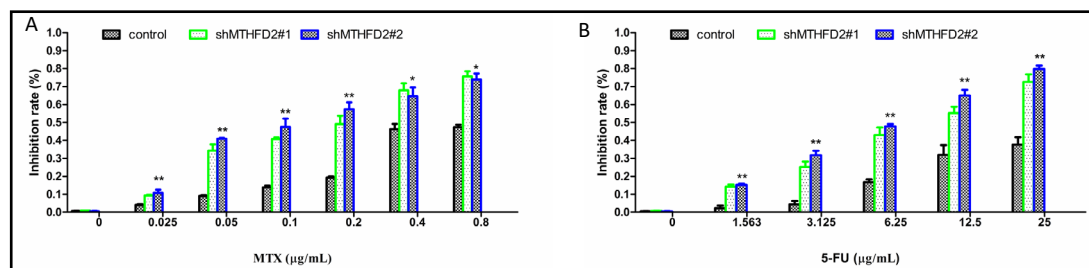 A
control shMTHFD2#1 shMTHFD2#2
1.0
0.9
0.8
0.7
0.6
0.5
0.4
0.3
0.2
0.1
0.0
Inhibition rate (%)
** ** ** ** * *
0 0.025 0.05 0.1 0.2 0.4 0.8
MTX (μg/mL)
B
control shMTHFD2#1 shMTHFD2#2
1.0
0.9
0.8
0.7
0.6
0.5
0.4
0.3
0.2
0.1
0.0
Inhibition rate (%)
** ** ** ** **
0 1.563 3.125 6.25 12.5 25
5-FU (μg/mL)